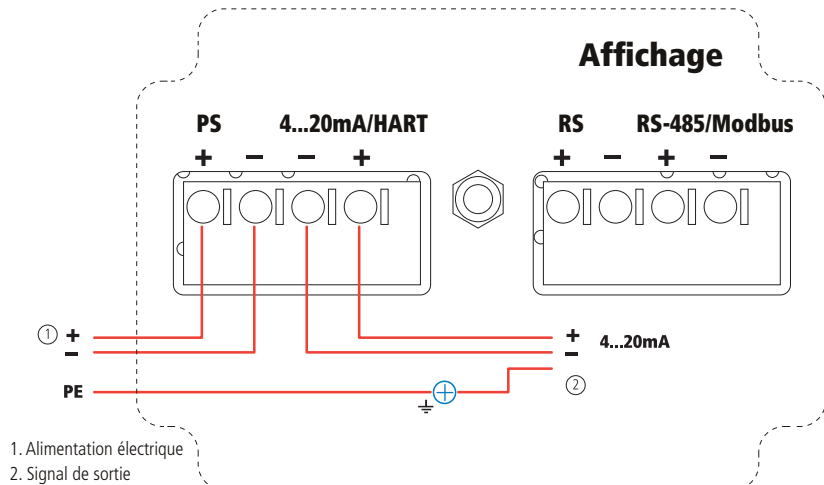 Affichage
PS 4...20mA/HART RS RS-485/Modbus
+ – – + + – + –
① + + 4...20mA
– –
PE ②
1. Alimentation électrique
2. Signal de sortie